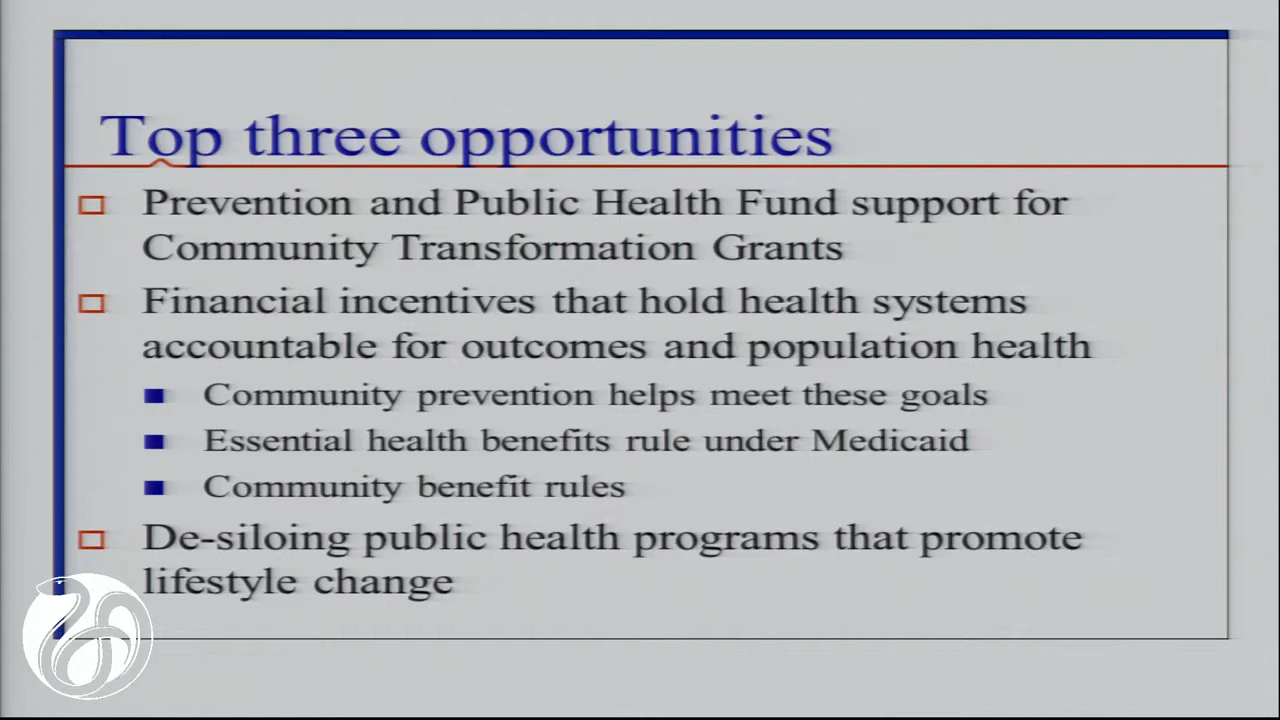 Top three opportunities
Prevention and Public Health Fund support for
Community Transformation Grants
Financial incentives that hold health systems
accountable for outcomes and population health
Community prevention helps meet these goals
Essential health benefits rule under Medicaid
Community benefit rules
De-siloing public health programs that promote
lifestyle change